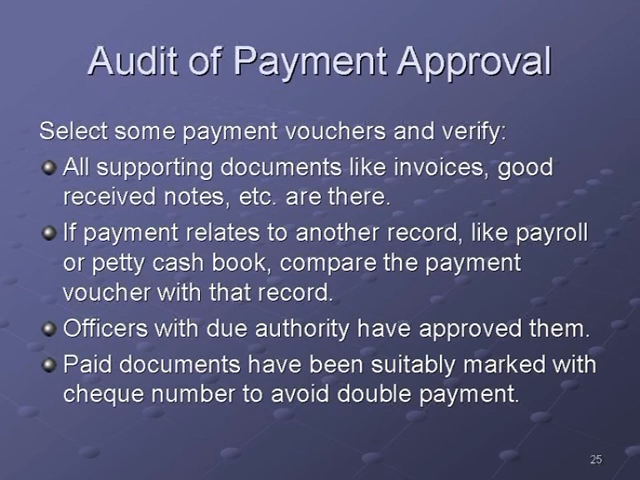 Audit of Payment Approval
Select some payment vouchers and verify:
All supporting documents like invoices, good
received notes, etc. are there.
If payment relates to another record, like payroll
or petty cash book, compare the payment
voucher with that record.
Officers with due authority have approved them.
Paid documents have been suitably marked with
cheque number to avoid double payment.
25